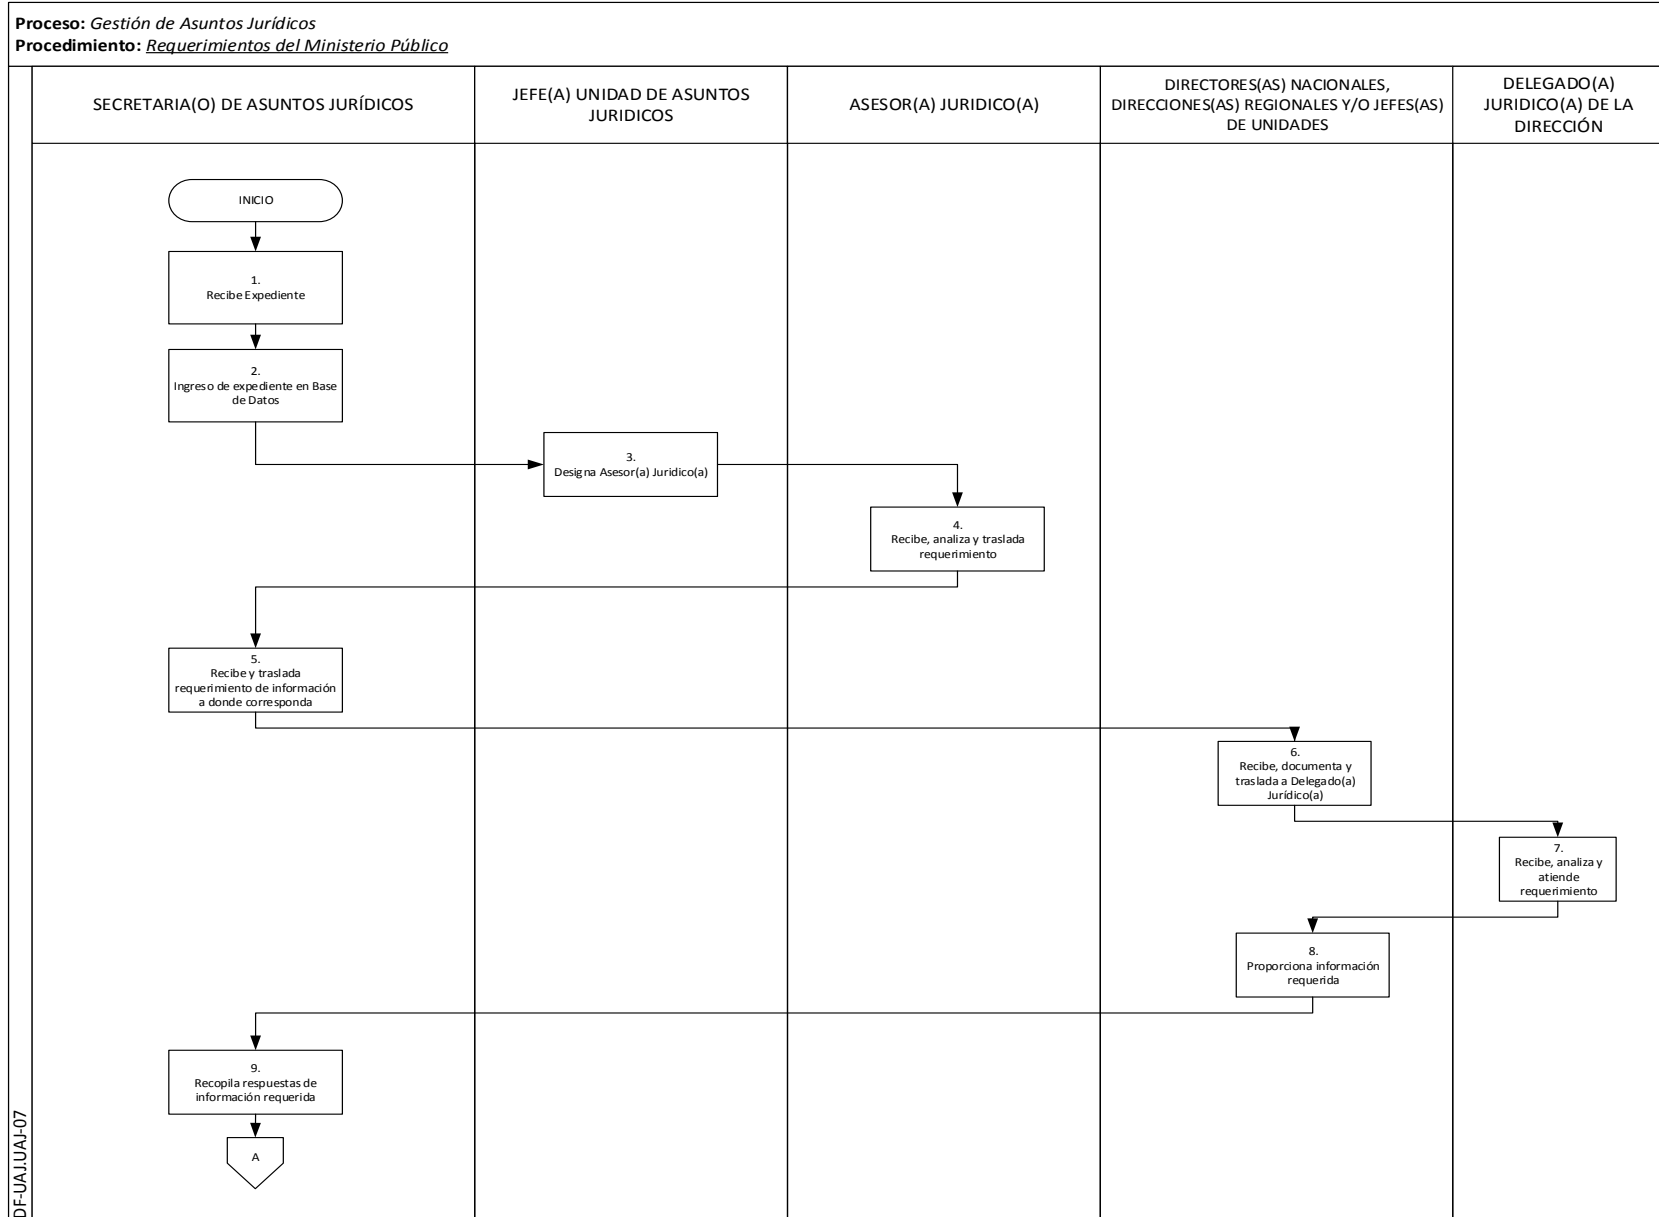 Proceso: Gestión de Asuntos Jurídicos
Procedimiento: Requerimientos del Ministerio Público
SECRETARIA(O) DE ASUNTOS JURÍDICOS
JEFE(A) UNIDAD DE ASUNTOS
JURIDICOS
ASESOR(A) JURIDICO(A)
DIRECTORES(AS) NACIONALES,
DIRECCIONES(AS) REGIONALES Y/O JEFES(AS)
DE UNIDADES
DELEGADO(A)
JURIDICO(A) DE LA
DIRECCIÓN
INICIO
1.
Recibe Expediente
2.
Ingreso de expediente en Base
de Datos
3.
Designa Asesor(a) Juridico(a)
4.
Recibe, analiza y traslada
requerimiento
5.
Recibe y traslada
requerimiento de información
a donde corresponda
6.
Recibe, documenta y
traslada a Delegado(a)
Jurídico(a)
7.
Recibe, analiza y
atiende
requerimiento
8.
Proporciona información
requerida
9.
Recopila respuestas de
información requerida
A
DF-UAJ.UAJ-07